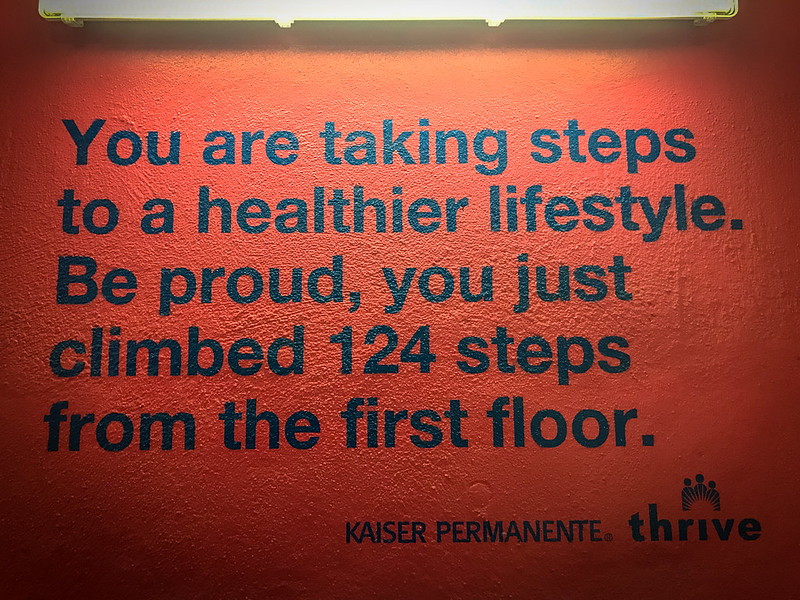 You are taking steps
to a healthier lifestyle.
Be proud, you just
climbed 124 steps
from the first floor.
KAISER PERMANENTE® thrive